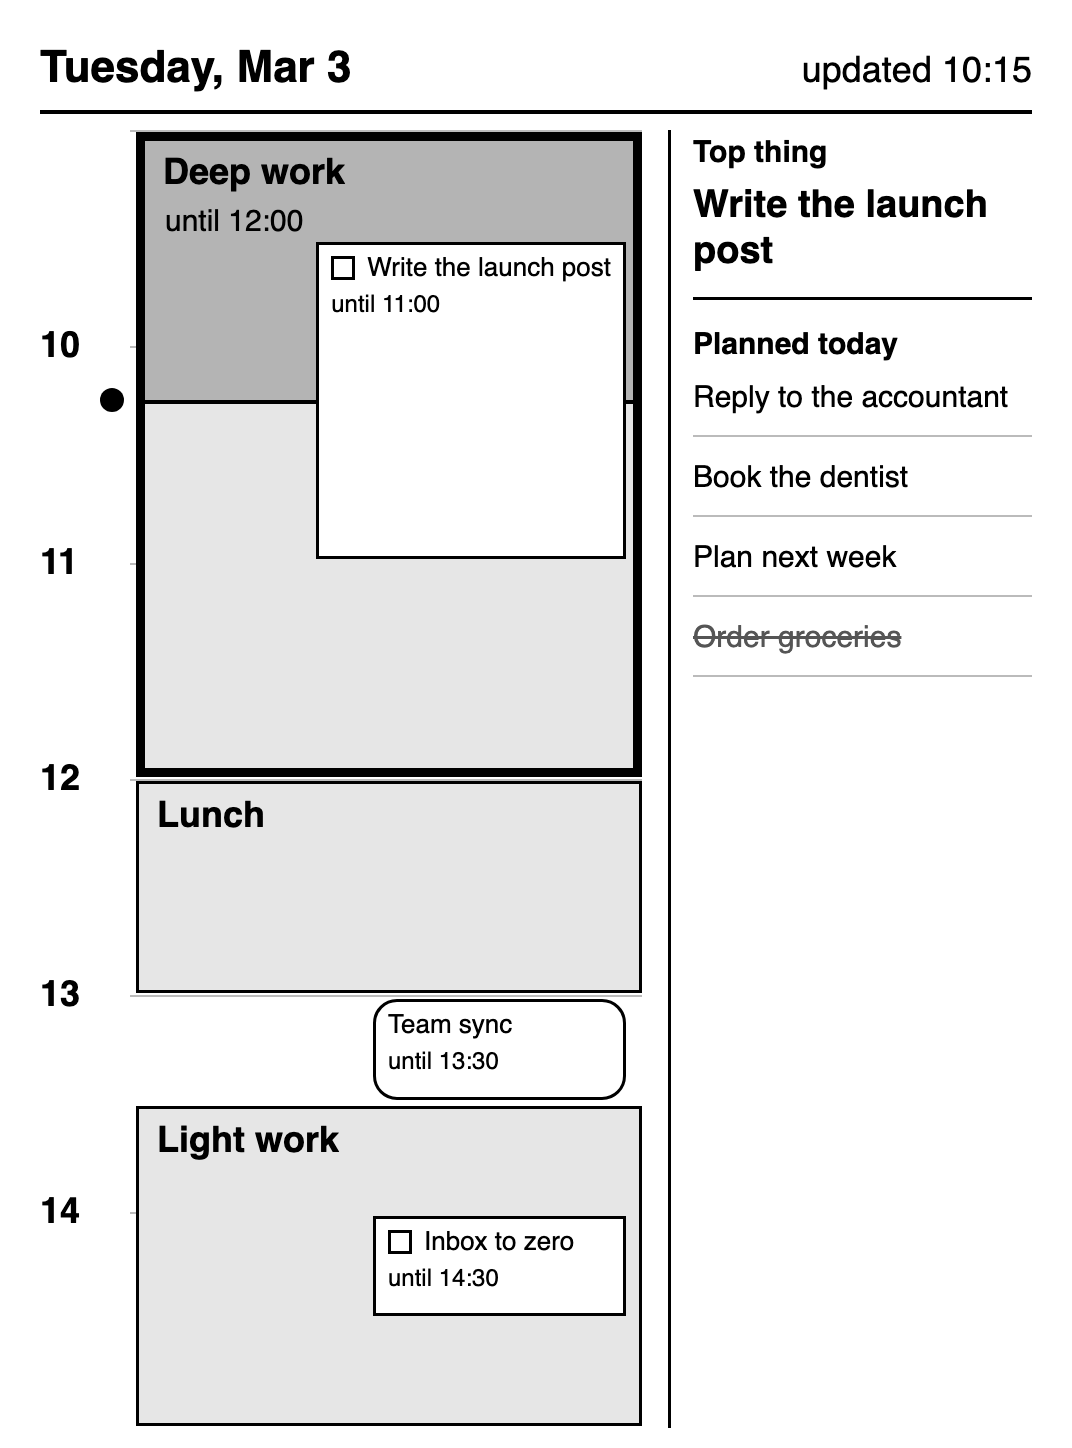 Tuesday, Mar 3
updated 10:15
Deep work
until 12:00
Write the launch post
until 11:00
10
11
12
Lunch
13
Team sync
until 13:30
Light work
14
Inbox to zero
until 14:30
Top thing
Write the launch
post
Planned today
Reply to the accountant
Book the dentist
Plan next week
Order groceries